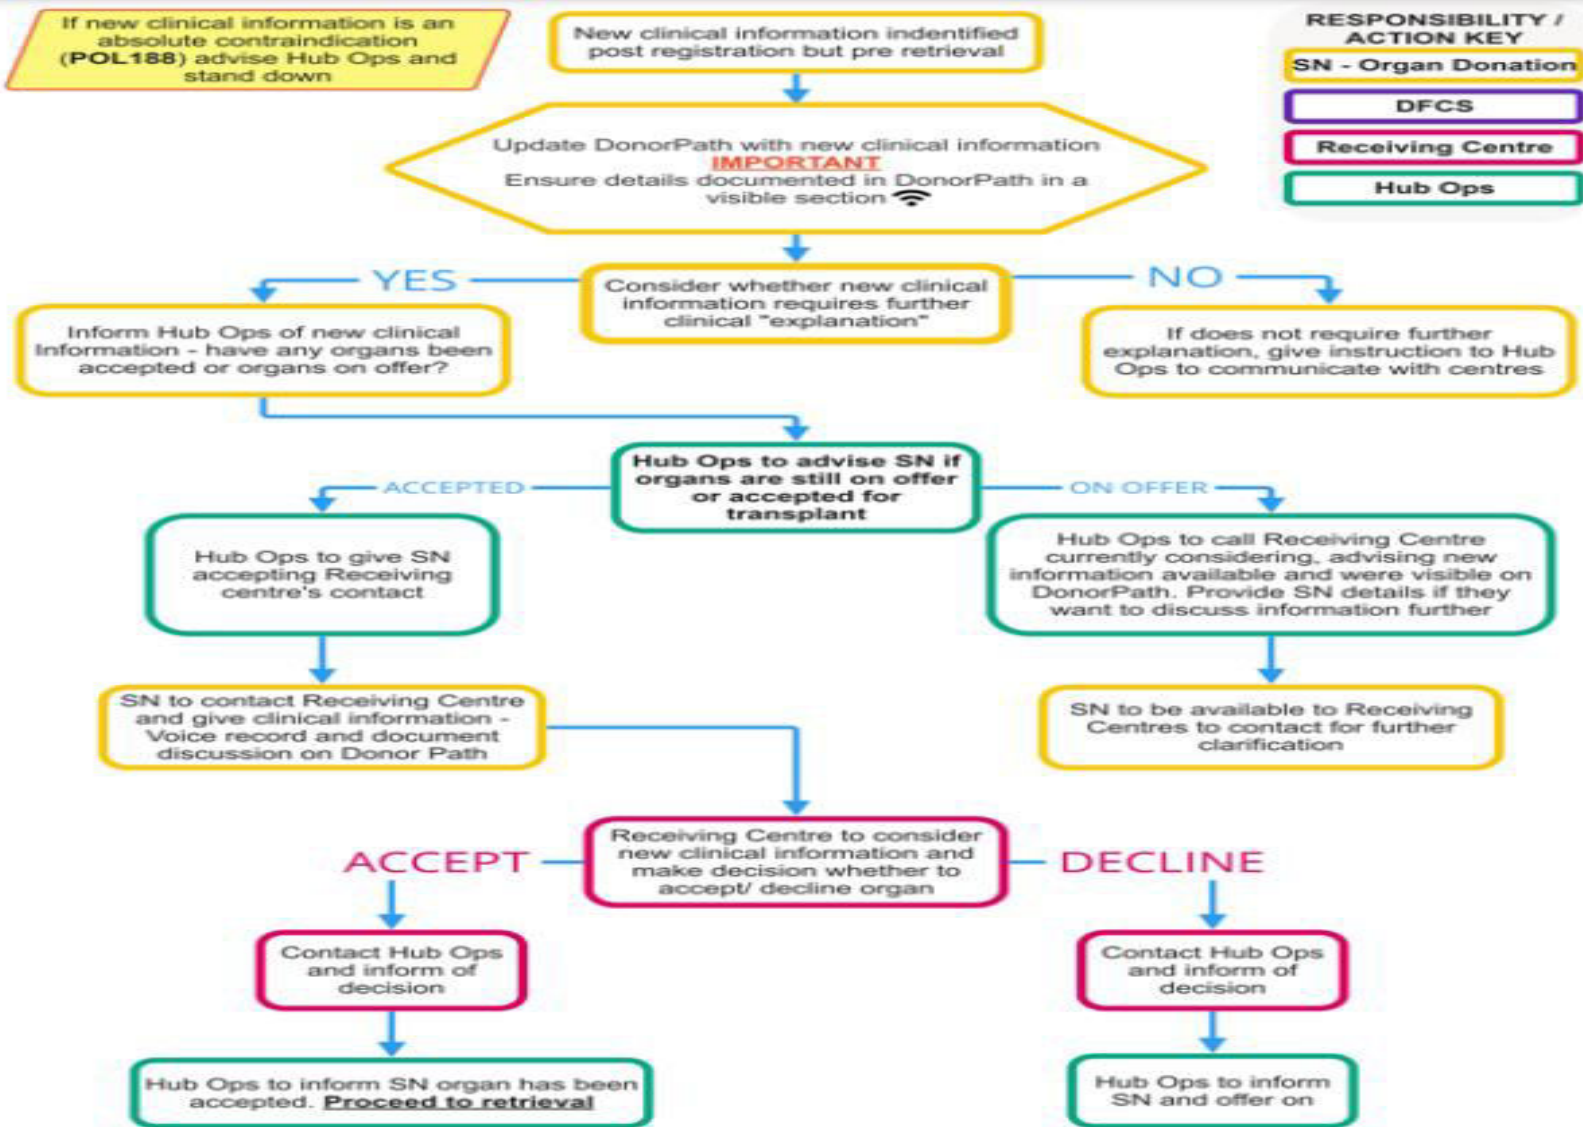 If new clinical information is an
absolute contraindication
(POL188) advise Hub Ops and
stand down
New clinical information indentified
post registration but pre retrieval
RESPONSIBILITY /
ACTION KEY
SN - Organ Donation
DFCS
Receiving Centre
Hub Ops
Update DonorPath with new clinical information
IMPORTANT
Ensure details documented in DonorPath in a
visible section
YES
Consider whether new clinical
information requires further
clinical "explanation"
NO
Inform Hub Ops of new clinical
Information - have any organs been
accepted or organs on offer?
If does not require further
explanation, give instruction to Hub
Ops to communicate with centres
Hub Ops to advise SN if
organs are still on offer
or accepted for
transplant
ACCEPTED
ON OFFER
Hub Ops to give SN
accepting Receiving
centre's contact
Hub Ops to call Receiving Centre
currently considering, advising new
information available and were visible on
DonorPath. Provide SN details if they
want to discuss information further
SN to contact Receiving Centre
and give clinical information -
Voice record and document
discussion on Donor Path
SN to be available to Receiving
Centres to contact for further
clarification
Receiving Centre to consider
new clinical information and
make decision whether to
accept/ decline organ
ACCEPT
DECLINE
Contact Hub Ops
and inform of
decision
Contact Hub Ops
and inform of
decision
Hub Ops to inform SN organ has been
accepted. Proceed to retrieval
Hub Ops to inform
SN and offer on